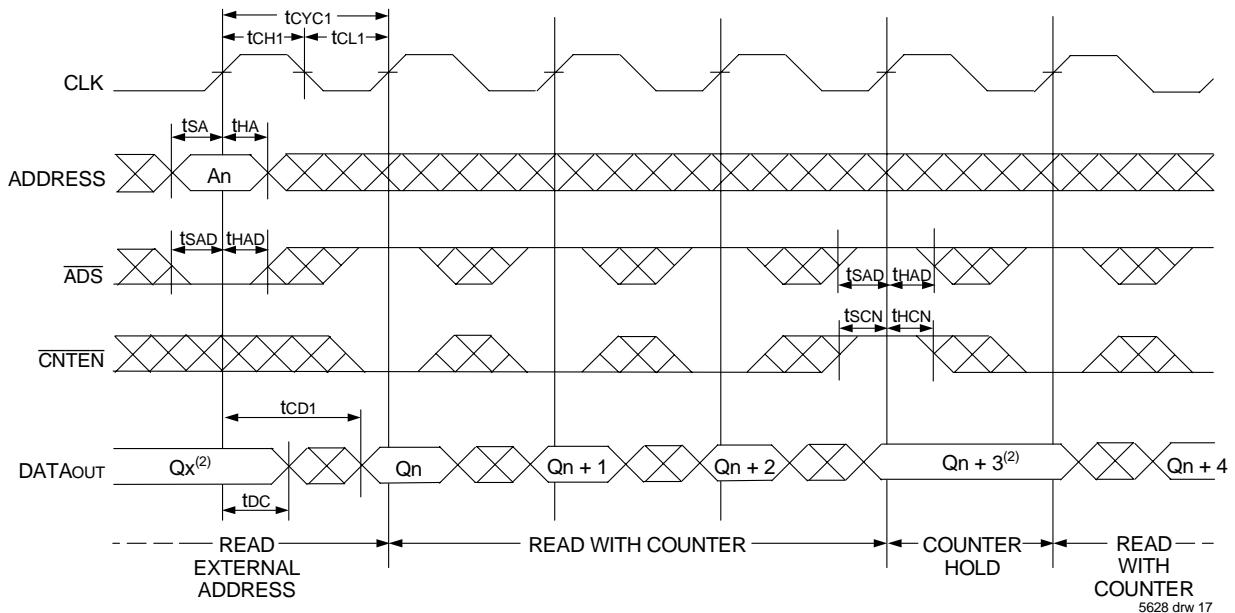 tCYC1
tCH1 tCL1
CLK
tSA tHA
ADDRESS An
tSAD tHAD
ADS
tSAD tHAD
tSCN tHCN
CNTEN
tCD1
DATAOUT Qx(2) Qn Qn + 1 Qn + 2 Qn + 3(2) Qn + 4
tDC
READ EXTERNAL ADDRESS
READ WITH COUNTER
COUNTER HOLD
READ WITH COUNTER
5628 drw 17